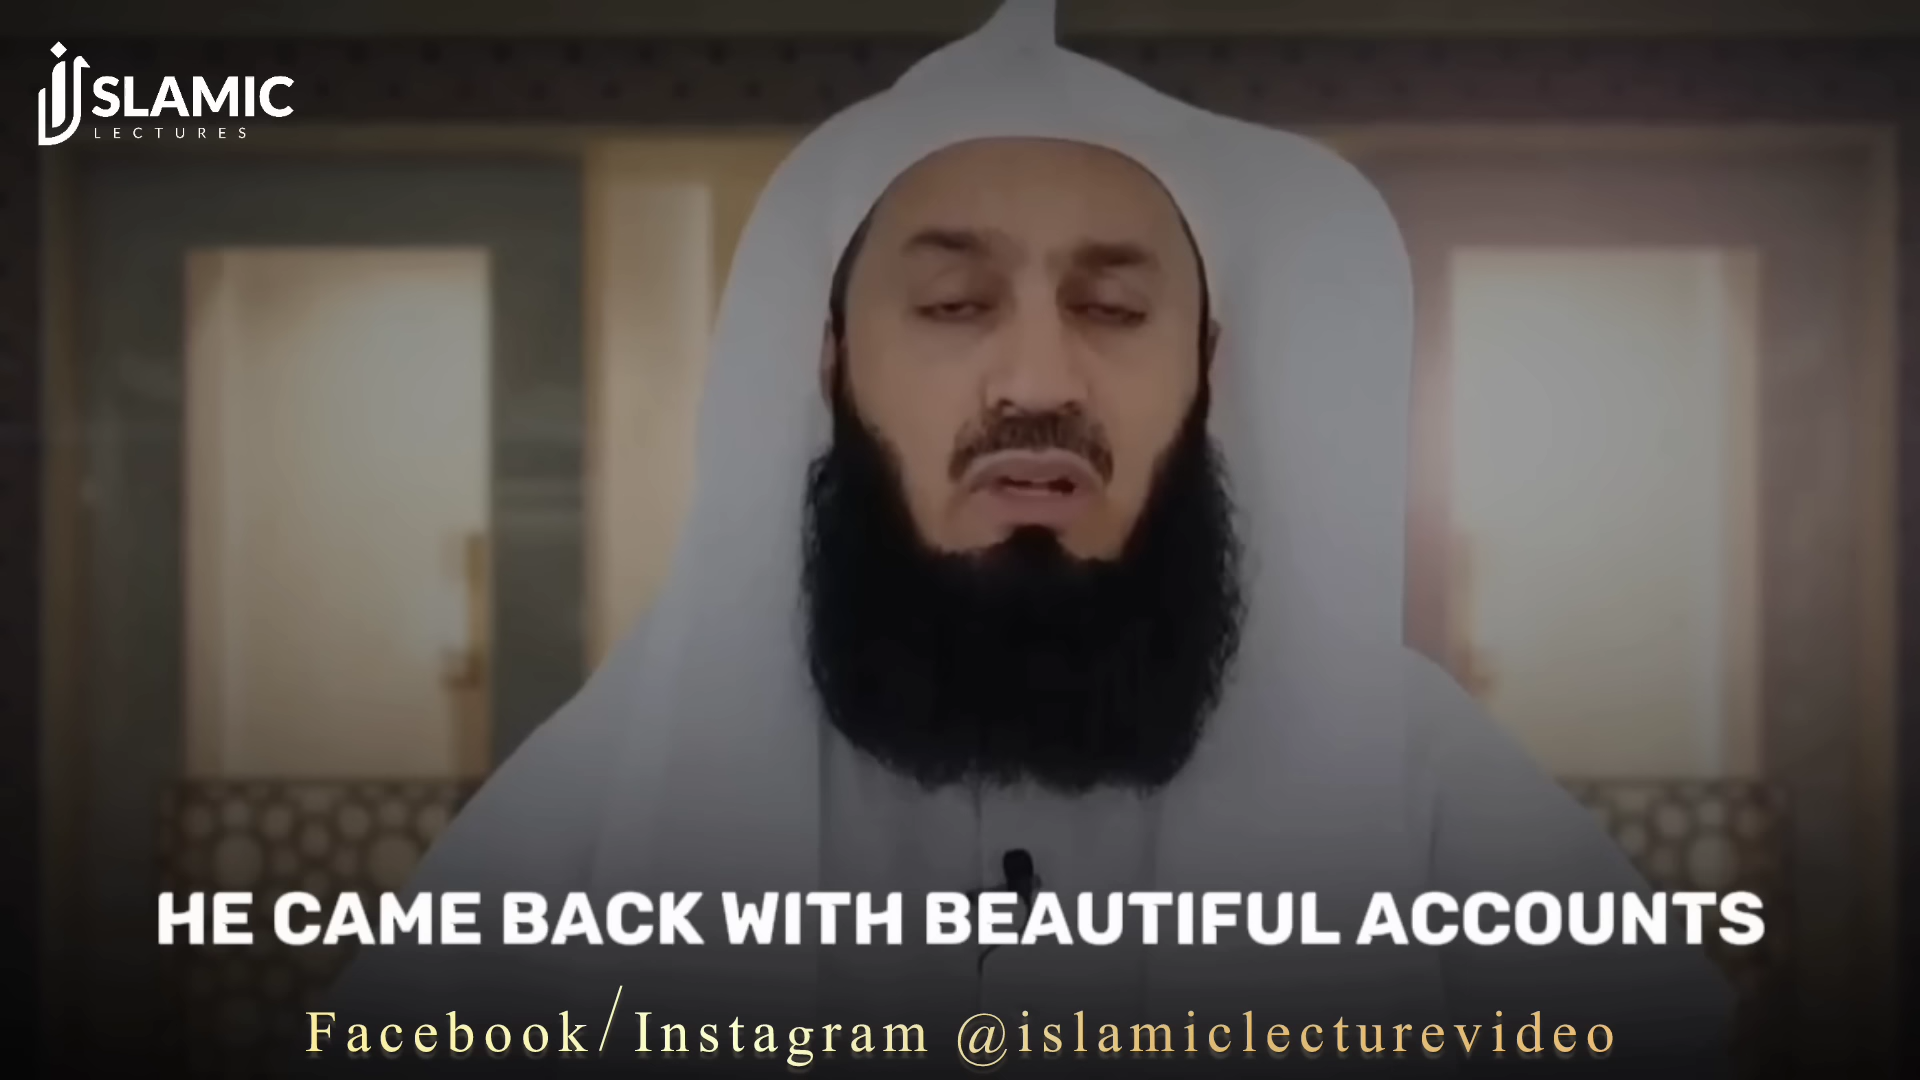 ISLAMIC
LECTURES
HE CAME BACK WITH BEAUTIFUL ACCOUNTS
Facebook/Instagram @islamiclecturevideo